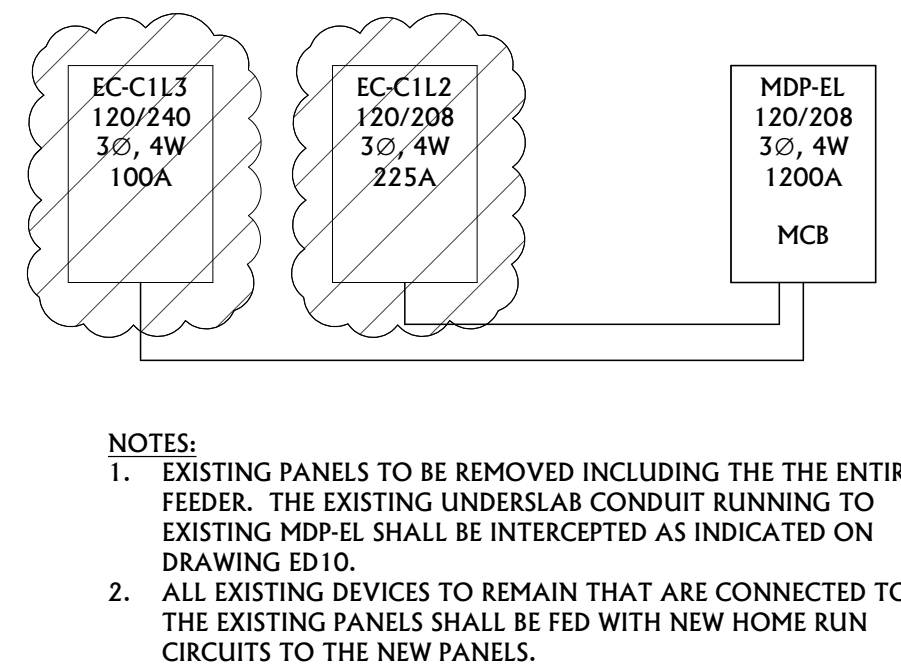 EC-C1L3
120/240
3∅, 4W
100A
EC-C1L2
120/208
3∅, 4W
225A
MDP-EL
120/208
3∅, 4W
1200A
MCB
NOTES:
1. EXISTING PANELS TO BE REMOVED INCLUDING THE THE ENTIR
FEEDER. THE EXISTING UNDERSLAB CONDUIT RUNNING TO
EXISTING MDP-EL SHALL BE INTERCEPTED AS INDICATED ON
DRAWING ED10.
2. ALL EXISTING DEVICES TO REMAIN THAT ARE CONNECTED TO
THE EXISTING PANELS SHALL BE FED WITH NEW HOME RUN
CIRCUITS TO THE NEW PANELS.